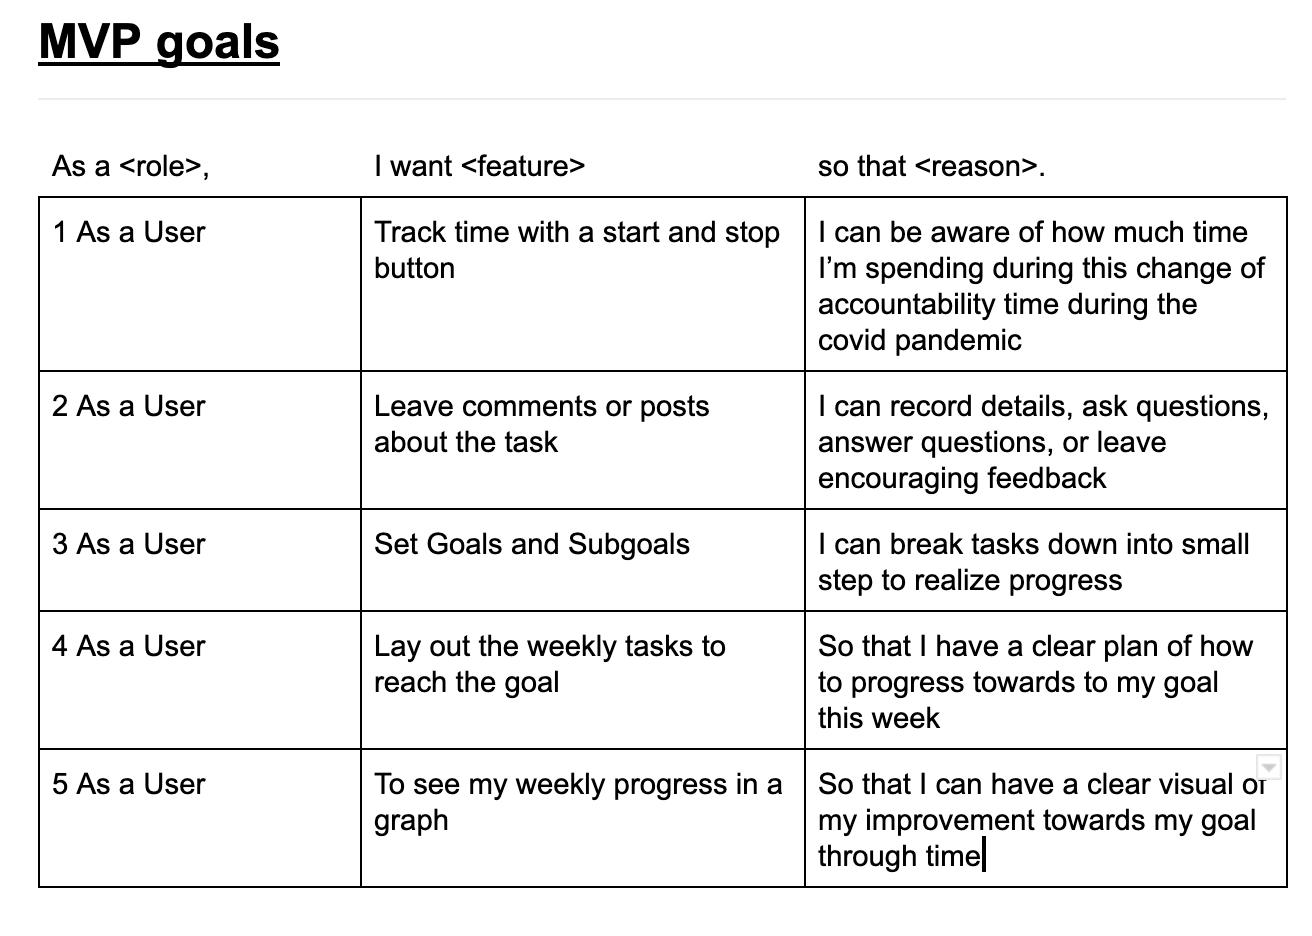 MVP goals
As a <role>,
I want <feature>
so that <reason>.
1 As a User
Track time with a start and stop
button
I can be aware of how much time
I’m spending during this change of
accountability time during the
covid pandemic
2 As a User
Leave comments or posts
about the task
I can record details, ask questions,
answer questions, or leave
encouraging feedback
3 As a User
Set Goals and Subgoals
I can break tasks down into small
step to realize progress
4 As a User
Lay out the weekly tasks to
reach the goal
So that I have a clear plan of how
to progress towards to my goal
this week
5 As a User
To see my weekly progress in a
graph
So that I can have a clear visual of
my improvement towards my goal
through time